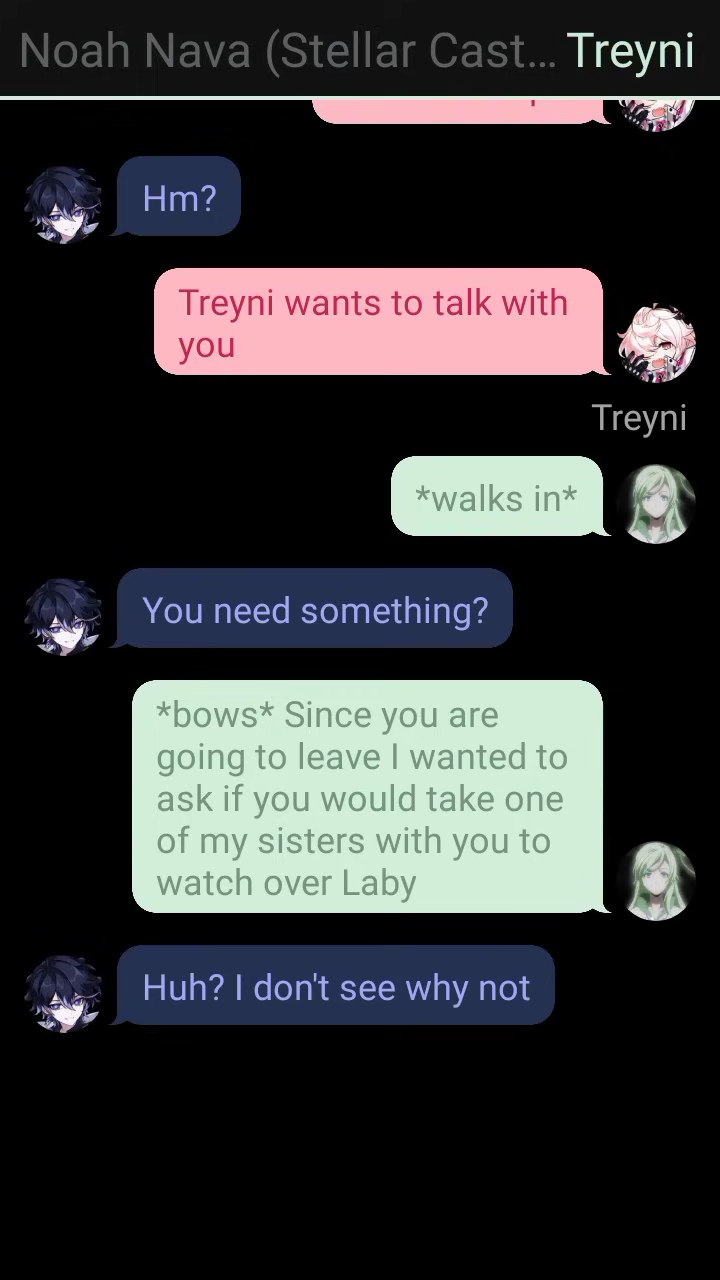 Noah Nava (Stellar Cast... Treyni
Hm?
Treyni wants to talk with
you
Treyni
*walks in*
You need something?
*bows* Since you are
going to leave I wanted to
ask if you would take one
of my sisters with you to
watch over Laby
Huh? I don't see why not